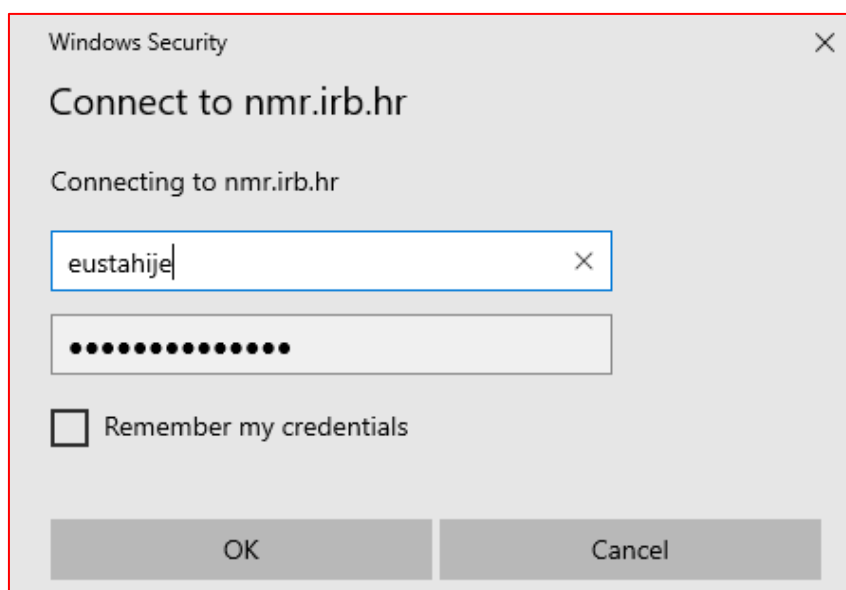 Windows Security
Connect to nmr.irb.hr
Connecting to nmr.irb.hr
eustahije
●●●●●●●●●●●●●●
Remember my credentials
OK
Cancel